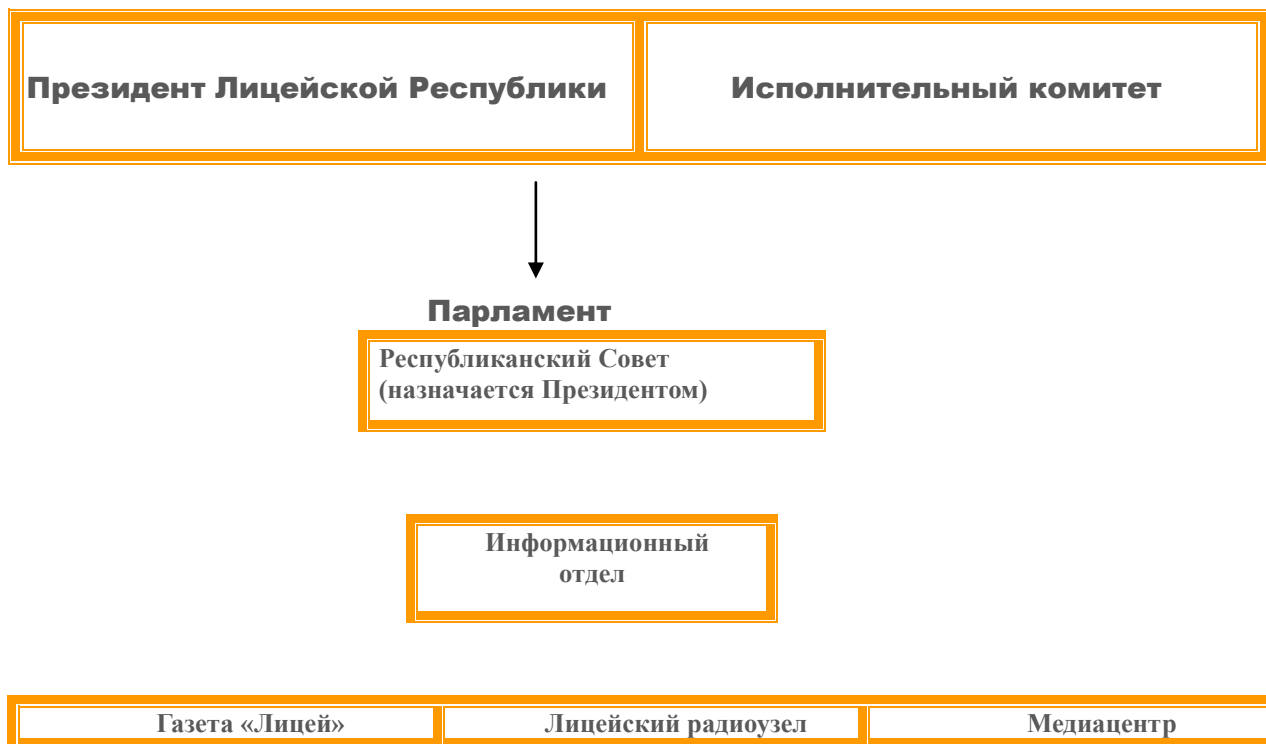 Президент Лицейской Республики
Исполнительный комитет
Парламент
Республиканский Совет
(назначается Президентом)
Информационный
отдел
Газета «Лицей»
Лицейский радиоузел
Медиацентр